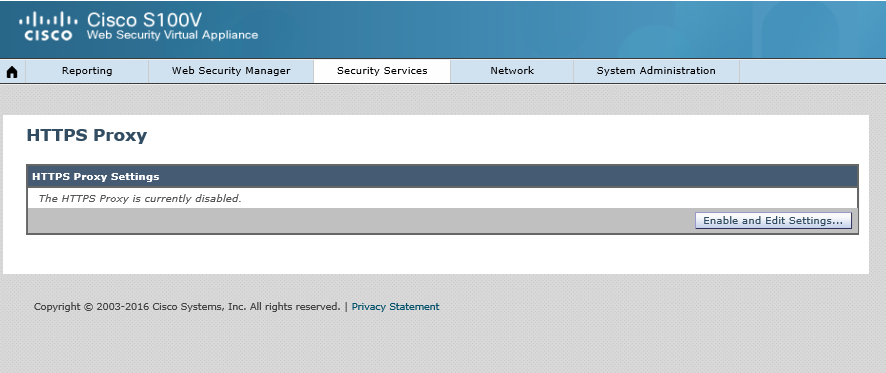 Cisco S100V
CISCO Web Security Virtual Appliance
Reporting Web Security Manager Security Services Network System Administration
HTTPS Proxy
HTTPS Proxy Settings
The HTTPS Proxy is currently disabled.
Enable and Edit Settings...
Copyright © 2003-2016 Cisco Systems, Inc. All rights reserved. | Privacy Statement